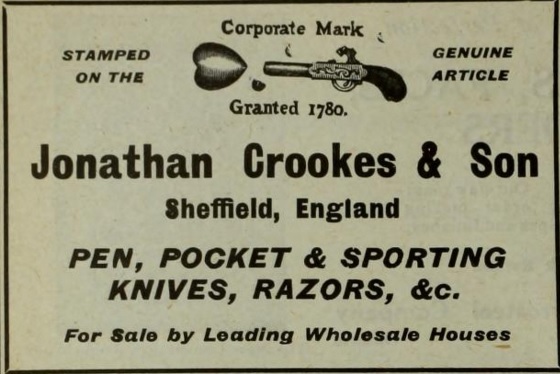 Corporate Mark
STAMPED
ON THE
GENUINE
ARTICLE
Granted 1780.
Jonathan Crookes & Son
Sheffield, England
PEN, POCKET & SPORTING
KNIVES, RAZORS, &c.
For Sale by Leading Wholesale Houses